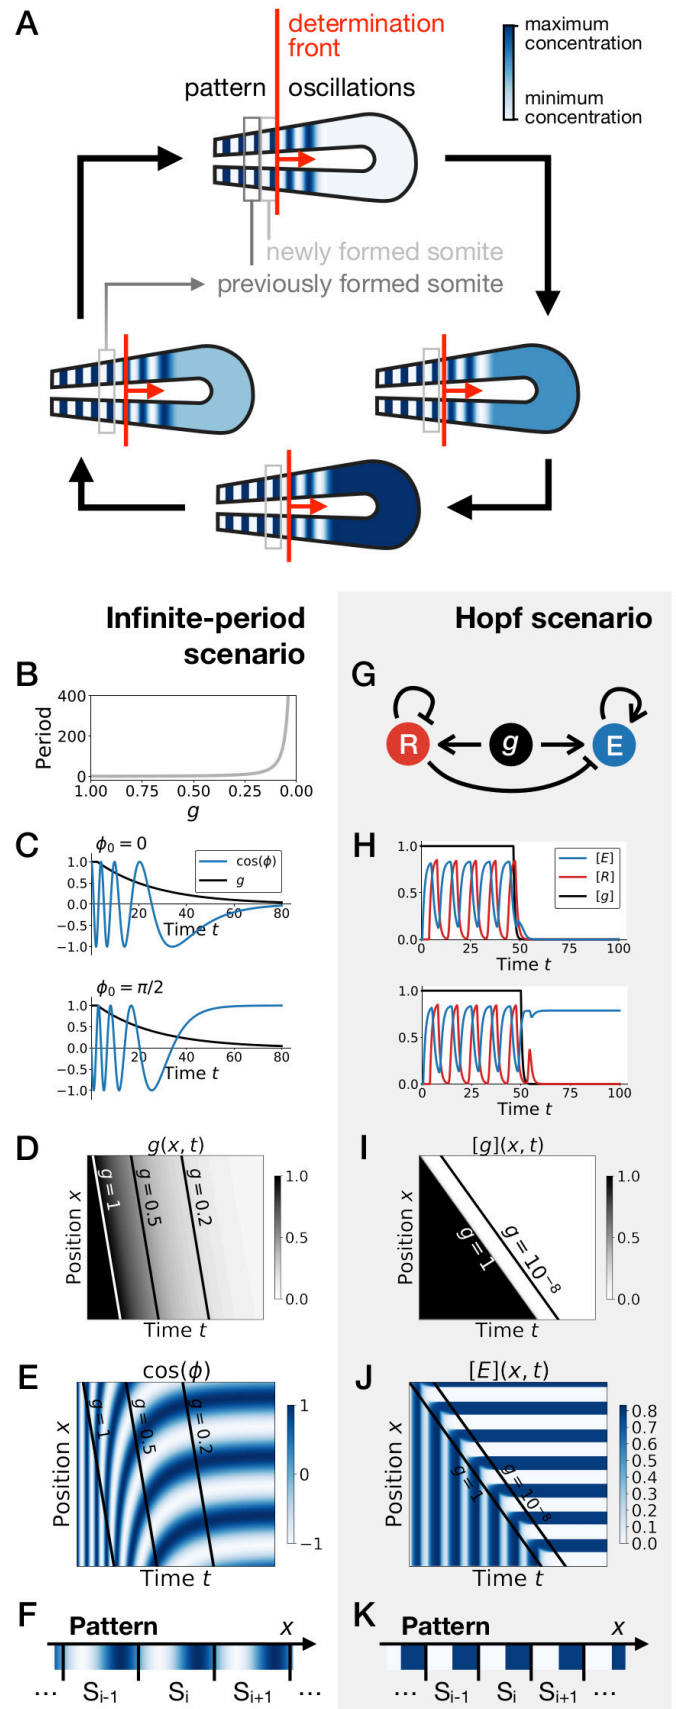 A
determination
front
maximum
concentration
pattern
oscillations
minimum
concentration
newly formed somite
previously formed somite
Infinite-period
scenario
Hopf scenario
B
400
200
0
Period
1.00 0.75 0.50 0.25 0.00
g
G
R
g
E
C
ϕ₀ = 0
1.0
0.5
0.0
−0.5
−1.0
cos(ϕ)
g
20 40 60 80
Time t
ϕ₀ = π/2
1.0
0.5
0.0
−0.5
−1.0
20 40 60 80
Time t
H
1.0
0.5
0.0
[E]
[R]
[g]
0 25 50 75 100
Time t
1.0
0.5
0.0
0 25 50 75 100
Time t
D
g(x, t)
Position x
g = 1
g = 0.5
g = 0.2
1.0
0.5
0.0
Time t
I
[g](x, t)
Position x
g = 1
g = 10⁻⁸
1.0
0.5
0.0
Time t
E
cos(ϕ)
Position x
g = 1
g = 0.5
g = 0.2
1
0
−1
Time t
J
[E](x, t)
Position x
g = 1
g = 10⁻⁸
0.8
0.7
0.6
0.5
0.4
0.3
0.2
0.1
0.0
Time t
F
Pattern
x
... Sᵢ₋₁ Sᵢ Sᵢ₊₁ ...
K
Pattern
x
... Sᵢ₋₁ Sᵢ Sᵢ₊₁ ...